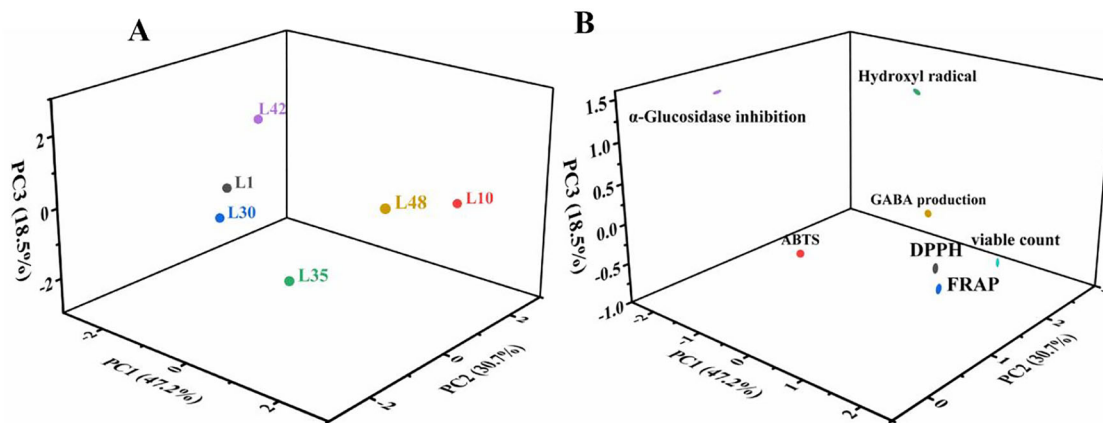 A
L42
L1
L30
L48
L10
L35
2
0
-2
PC3 (18.5%)
-2
0
2
PC1 (47.2%)
-2
0
2
PC2 (30.7%)
B
Hydroxyl radical
α-Glucosidase inhibition
GABA production
ABTS
viable count
DPPH
FRAP
1.5
1.0
0.5
0.0
-0.5
-1.0
PC3 (18.5%)
-2
-1
0
1
2
PC1 (47.2%)
0
1
2
PC2 (30.7%)